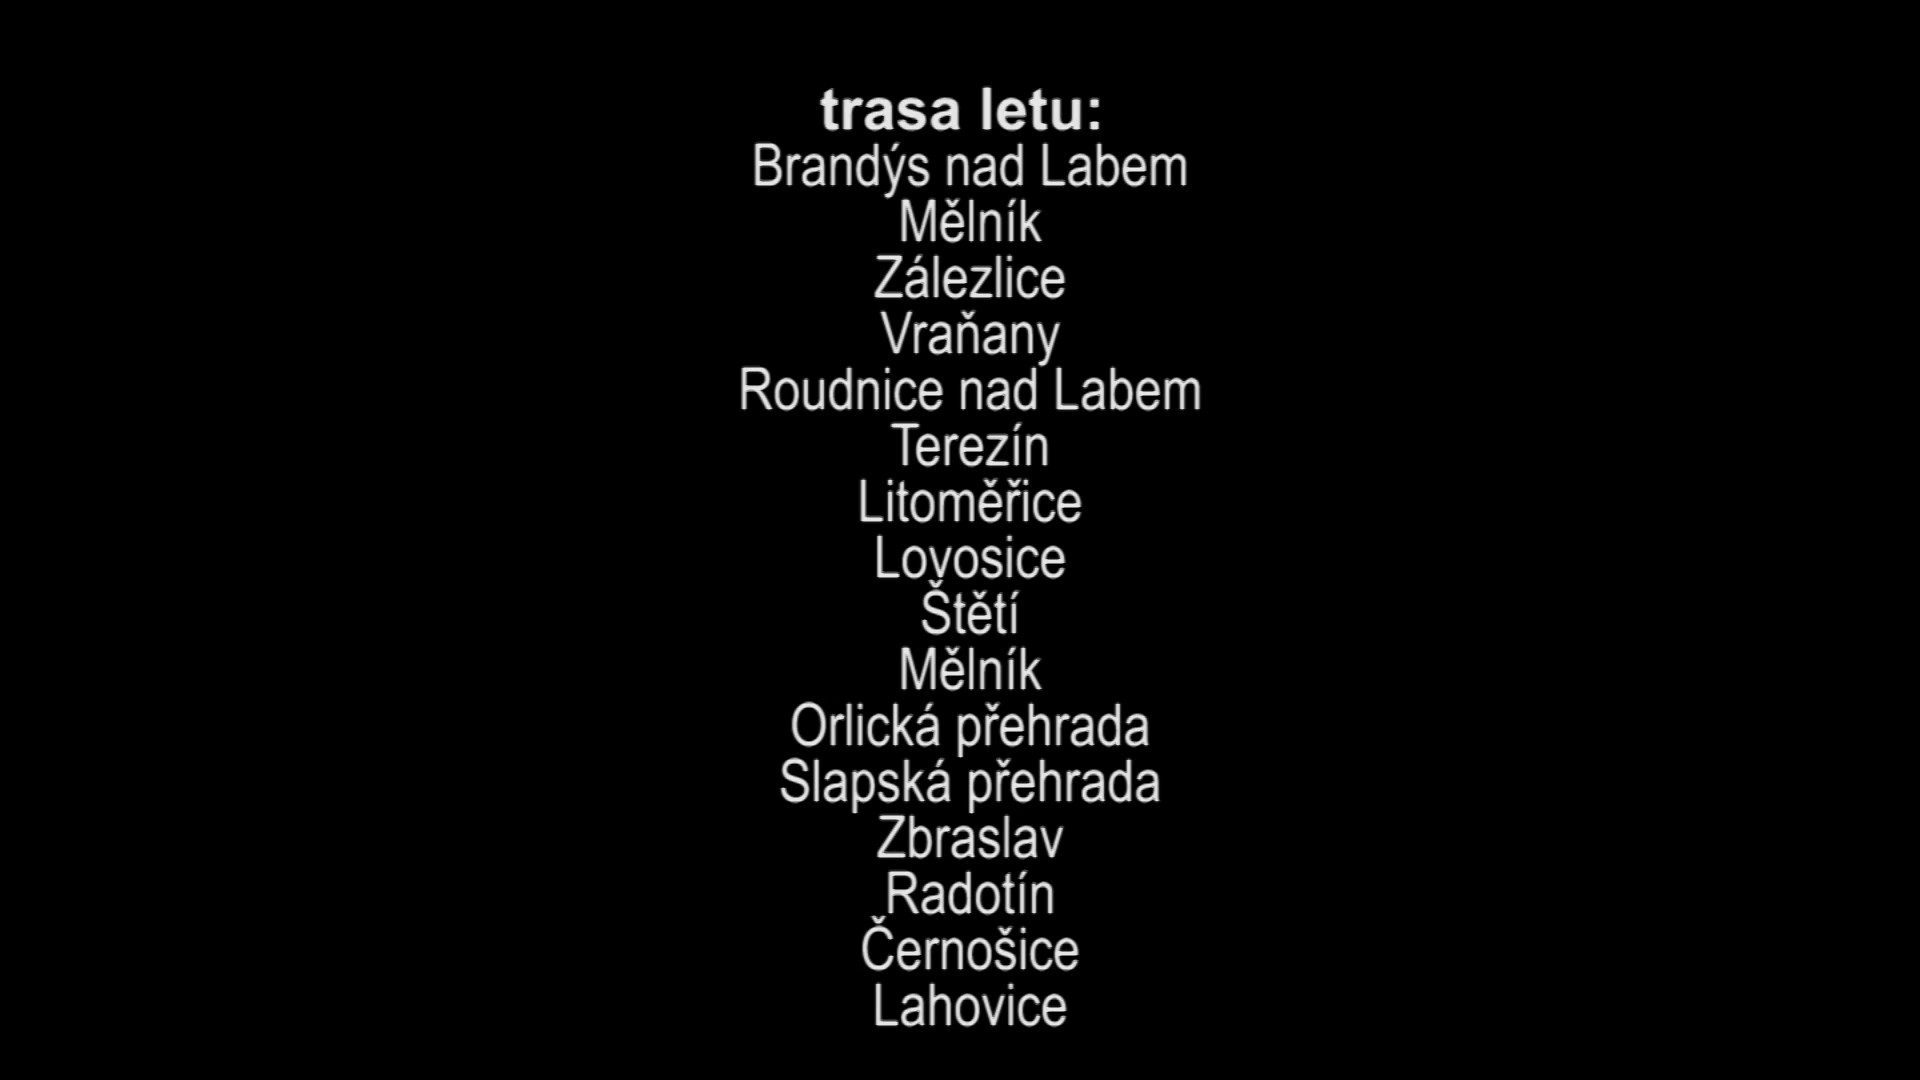 trasa letu:
Brandýs nad Labem
Mělník
Zálezlice
Vraňany
Roudnice nad Labem
Terezín
Litoměřice
Lovosice
Štětí
Mělník
Orlická přehrada
Slapská přehrada
Zbraslav
Radotín
Černošice
Lahovice